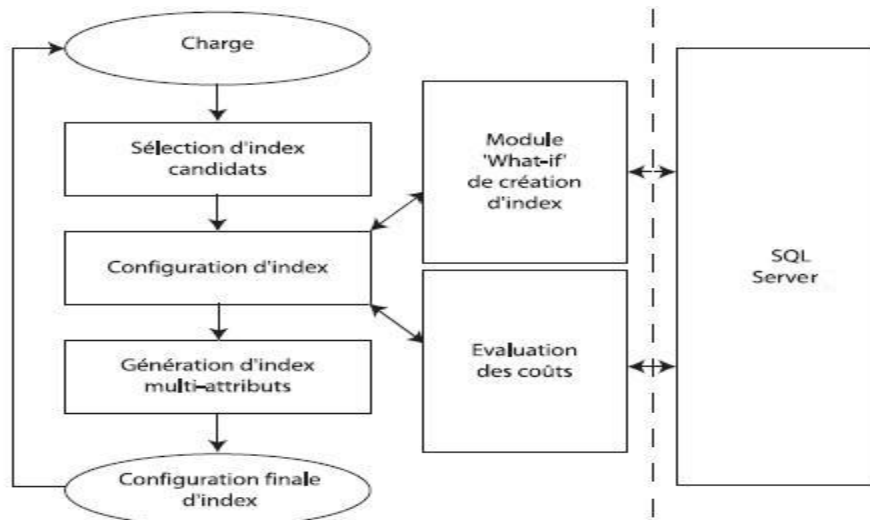 Charge
Sélection d'index
candidats
Configuration d'index
Génération d'index
multi-attributs
Configuration finale
d'index
Module
'What-if'
de création
d'index
Evaluation
des coûts
SQL
Server